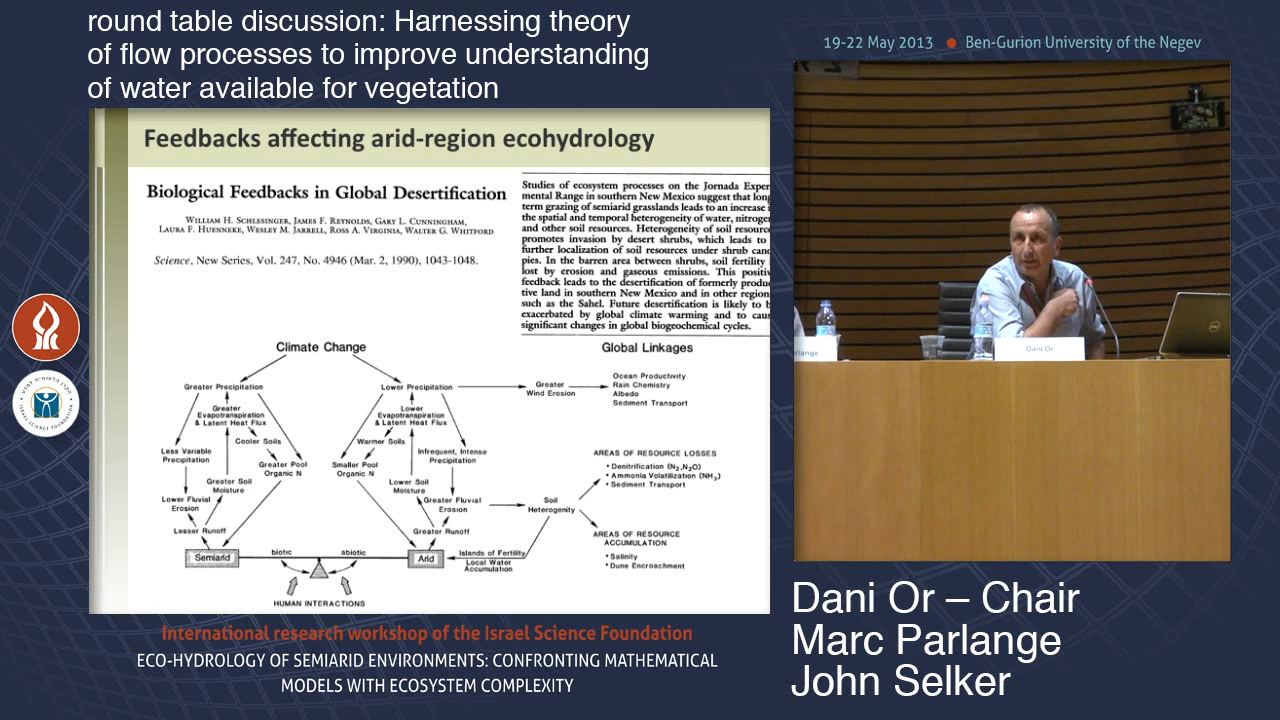 round table discussion: Harnessing theory
of flow processes to improve understanding
of water available for vegetation
19-22 May 2013 ● Ben-Gurion University of the Negev
Feedbacks affecting arid-region ecohydrology
Biological Feedbacks in Global Desertification
WILLIAM H. SCHLESINGER, JAMES F. REYNOLDS, GARY L. CUNNINGHAM,
LAURA F. HUENNEKE, WESLEY M. JARRELL, ROSS A. VIRGINIA, WALTER G. WHITFORD
Science, New Series, Vol. 247, No. 4946 (Mar. 2, 1990), 1043-1048.
Studies of ecosystem processes on the Jornada Exper
mental Range in southern New Mexico suggest that long
term grazing of semiarid grasslands leads to an increase
the spatial and temporal heterogeneity of water, nitroge
and other soil resources. Heterogeneity of soil resource
promotes invasion by desert shrubs, which leads to
further localization of soil resources under shrub cano
pies. In the barren area between shrubs, soil fertility
lost by erosion and gaseous emissions. This positiv
feedback leads to the desertification of formerly produc
tive land in southern New Mexico and in other region
such as the Sahel. Future desertification is likely to b
exacerbated by global climate warming and to caus
significant changes in global biogeochemical cycles.
Climate Change
Global Linkages
Greater Precipitation
Lower Precipitation
Greater
Wind Erosion
Ocean Productivity
Rain Chemistry
Albedo
Sediment Transport
Greater
Evapotranspiration
& Latent Heat Flux
Lower
Evapotranspiration
& Latent Heat Flux
Cooler Soils
Warmer Soils
Less Variable
Precipitation
Greater Pool
Organic N
Smaller Pool
Organic N
Infrequent, Intense
Precipitation
AREAS OF RESOURCE LOSSES
• Denitrification (N2,N2O)
• Ammonia Volatilization (NH3)
• Sediment Transport
Greater Soil
Moisture
Lower Soil
Moisture
Lower Fluvial
Erosion
Greater Fluvial
Erosion
Soil
Heterogenity
Lesser Runoff
Greater Runoff
AREAS OF RESOURCE
ACCUMULATION
• Salinity
• Dune Encroachment
Semiarid
biotic
abiotic
Arid
Islands of Fertility
Local Water
Accumulation
HUMAN INTERACTIONS
arlange
Dani Or
Dani Or – Chair
Marc Parlange
John Selker
International research workshop of the Israel Science Foundation
ECO-HYDROLOGY OF SEMIARID ENVIRONMENTS: CONFRONTING MATHEMATICAL
MODELS WITH ECOSYSTEM COMPLEXITY
ISRAEL SCIENCE FOUNDATION